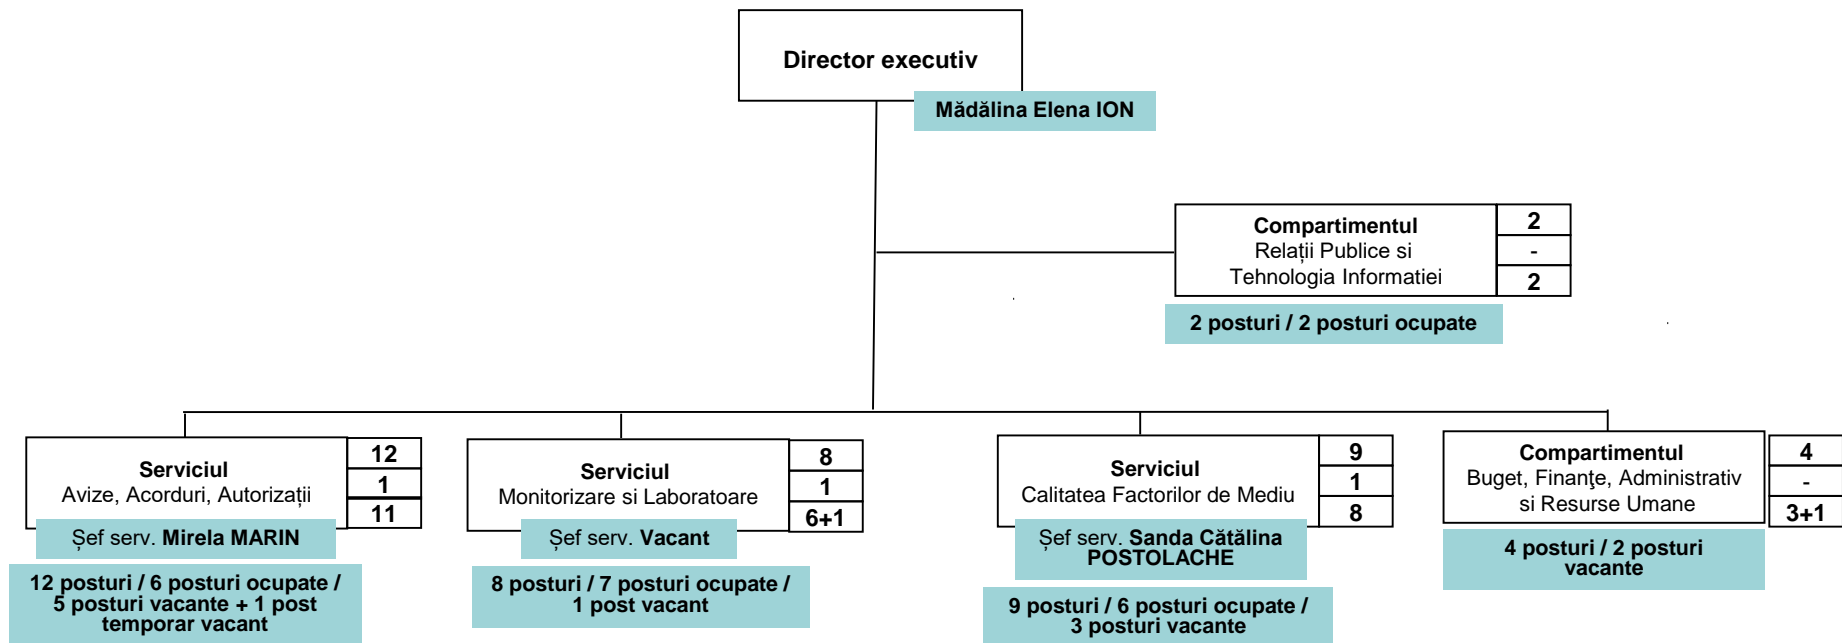 Director executiv
Mădălina Elena ION
Compartimentul
Relații Publice si
Tehnologia Informatiei
2
-
2
2 posturi / 2 posturi ocupate
Serviciul
Avize, Acorduri, Autorizații
12
1
11
Șef serv. Mirela MARIN
12 posturi / 6 posturi ocupate /
5 posturi vacante + 1 post
temporar vacant
Serviciul
Monitorizare si Laboratoare
8
1
6+1
Șef serv. Vacant
8 posturi / 7 posturi ocupate /
1 post vacant
Serviciul
Calitatea Factorilor de Mediu
9
1
8
Șef serv. Sanda Cătălina
POSTOLACHE
9 posturi / 6 posturi ocupate /
3 posturi vacante
Compartimentul
Buget, Finanţe, Administrativ
si Resurse Umane
4
-
3+1
4 posturi / 2 posturi
vacante